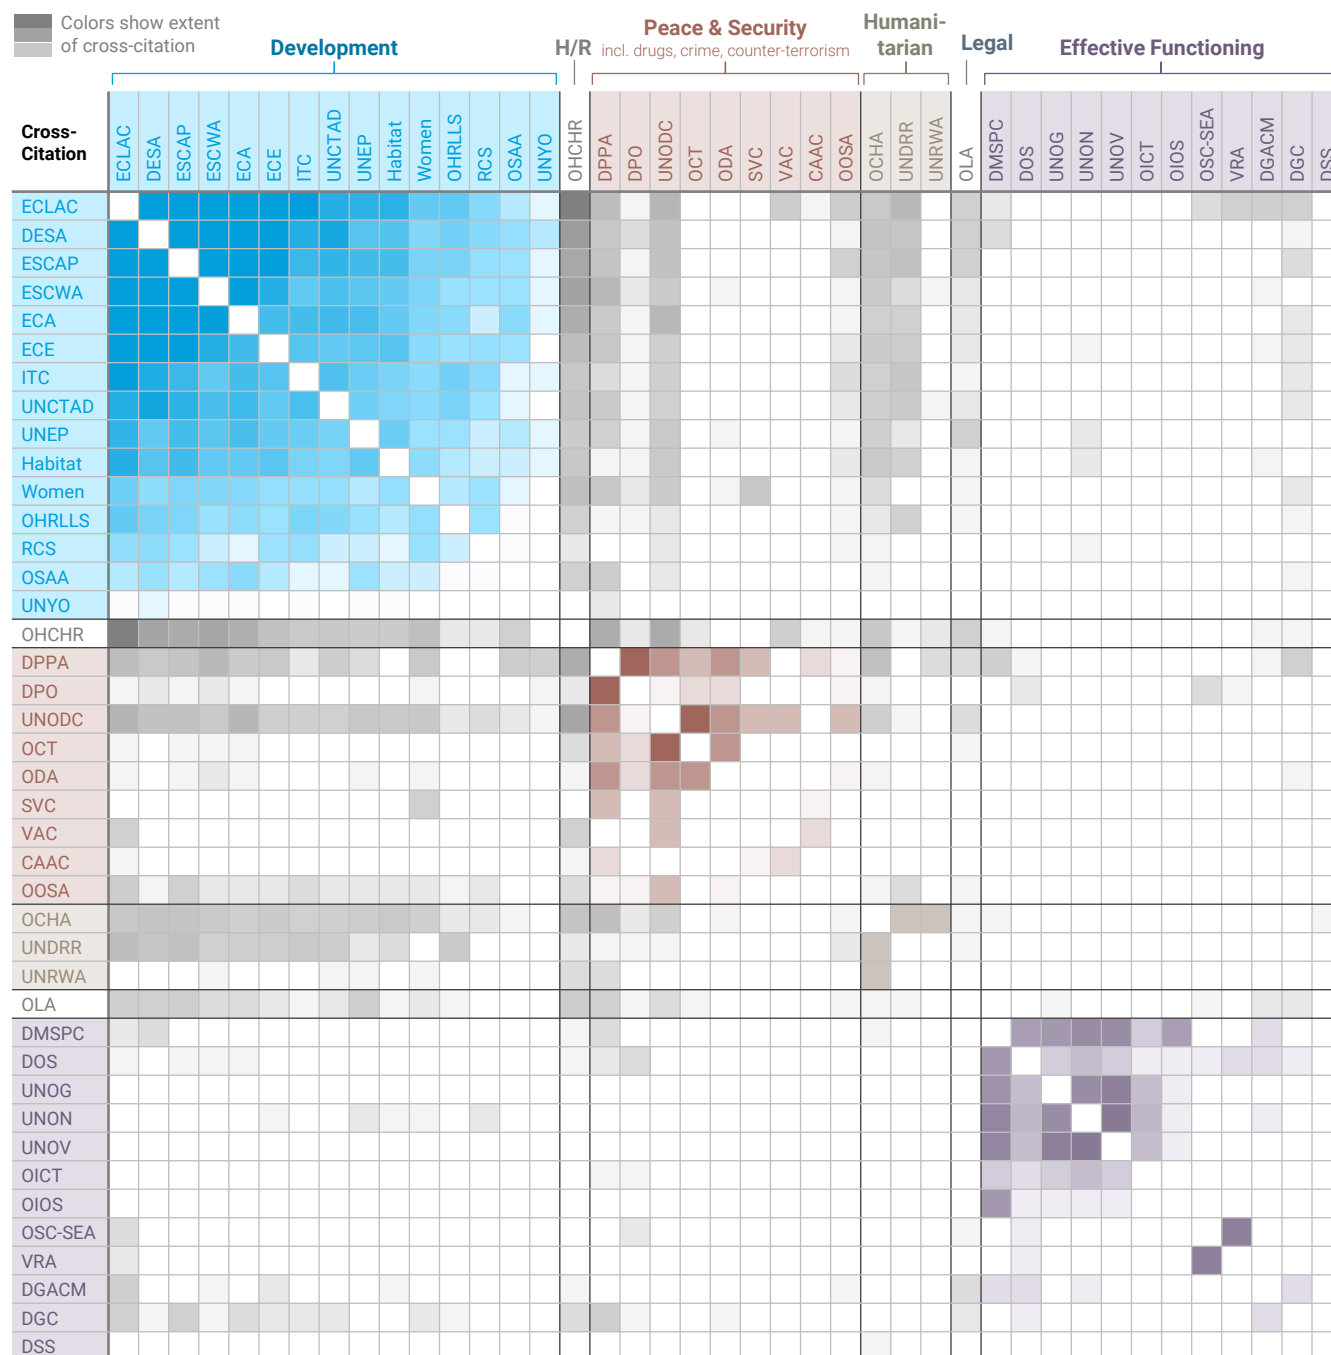 Colors show extent
of cross-citation
Development
H/R
Peace & Security
incl. drugs, crime, counter-terrorism
Humani-
tarian
Legal
Effective Functioning
Cross-
Citation
ECLAC
DESA
ESCAP
ESCWA
ECA
ECE
ITC
UNCTAD
UNEP
Habitat
Women
OHRLLS
RCS
OSAA
UNYO
OHCHR
DPPA
DPO
UNODC
OCT
ODA
SVC
VAC
CAAC
OOSA
OCHA
UNDRR
UNRWA
OLA
DMSPC
DOS
UNOG
UNON
UNOV
OICT
OIOS
OSC-SEA
VRA
DGACM
DGC
DSS
ECLAC
DESA
ESCAP
ESCWA
ECA
ECE
ITC
UNCTAD
UNEP
Habitat
Women
OHRLLS
RCS
OSAA
UNYO
OHCHR
DPPA
DPO
UNODC
OCT
ODA
SVC
VAC
CAAC
OOSA
OCHA
UNDRR
UNRWA
OLA
DMSPC
DOS
UNOG
UNON
UNOV
OICT
OIOS
OSC-SEA
VRA
DGACM
DGC
DSS